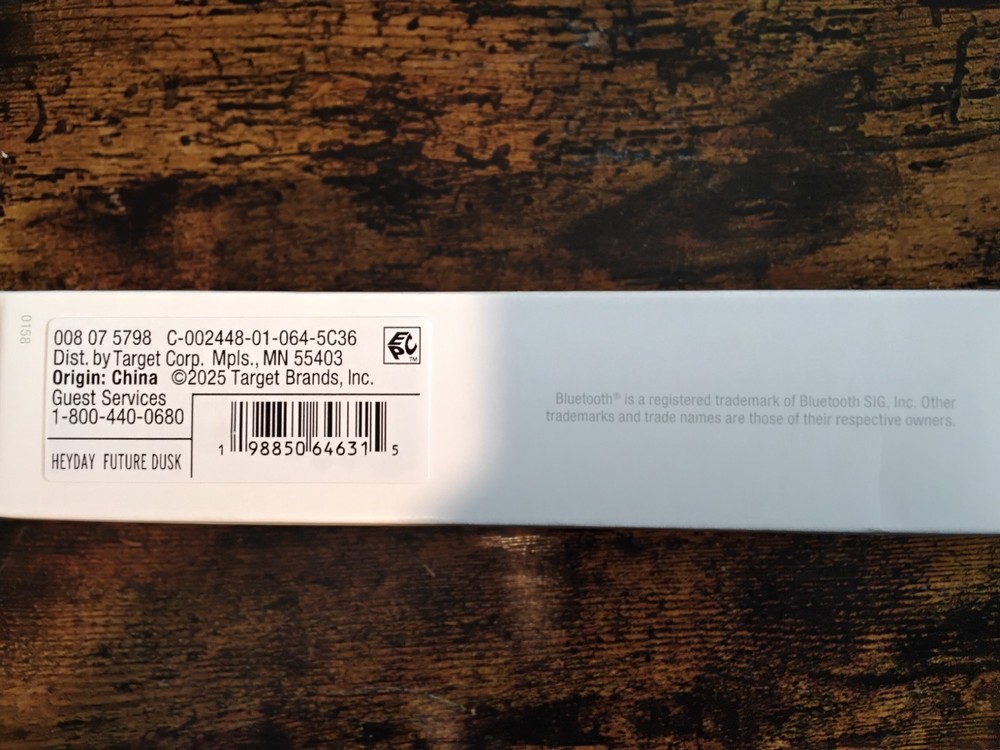 0158
008 07 5798 C-002448-01-064-5C36
Dist. by Target Corp. Mpls., MN 55403
Origin: China ©2025 Target Brands, Inc.
Guest Services
1-800-440-0680
HEYDAY FUTURE DUSK
EPC™
1 98850 64631 5
Bluetooth® is a registered trademark of Bluetooth SIG, Inc. Other
trademarks and trade names are those of their respective owners.